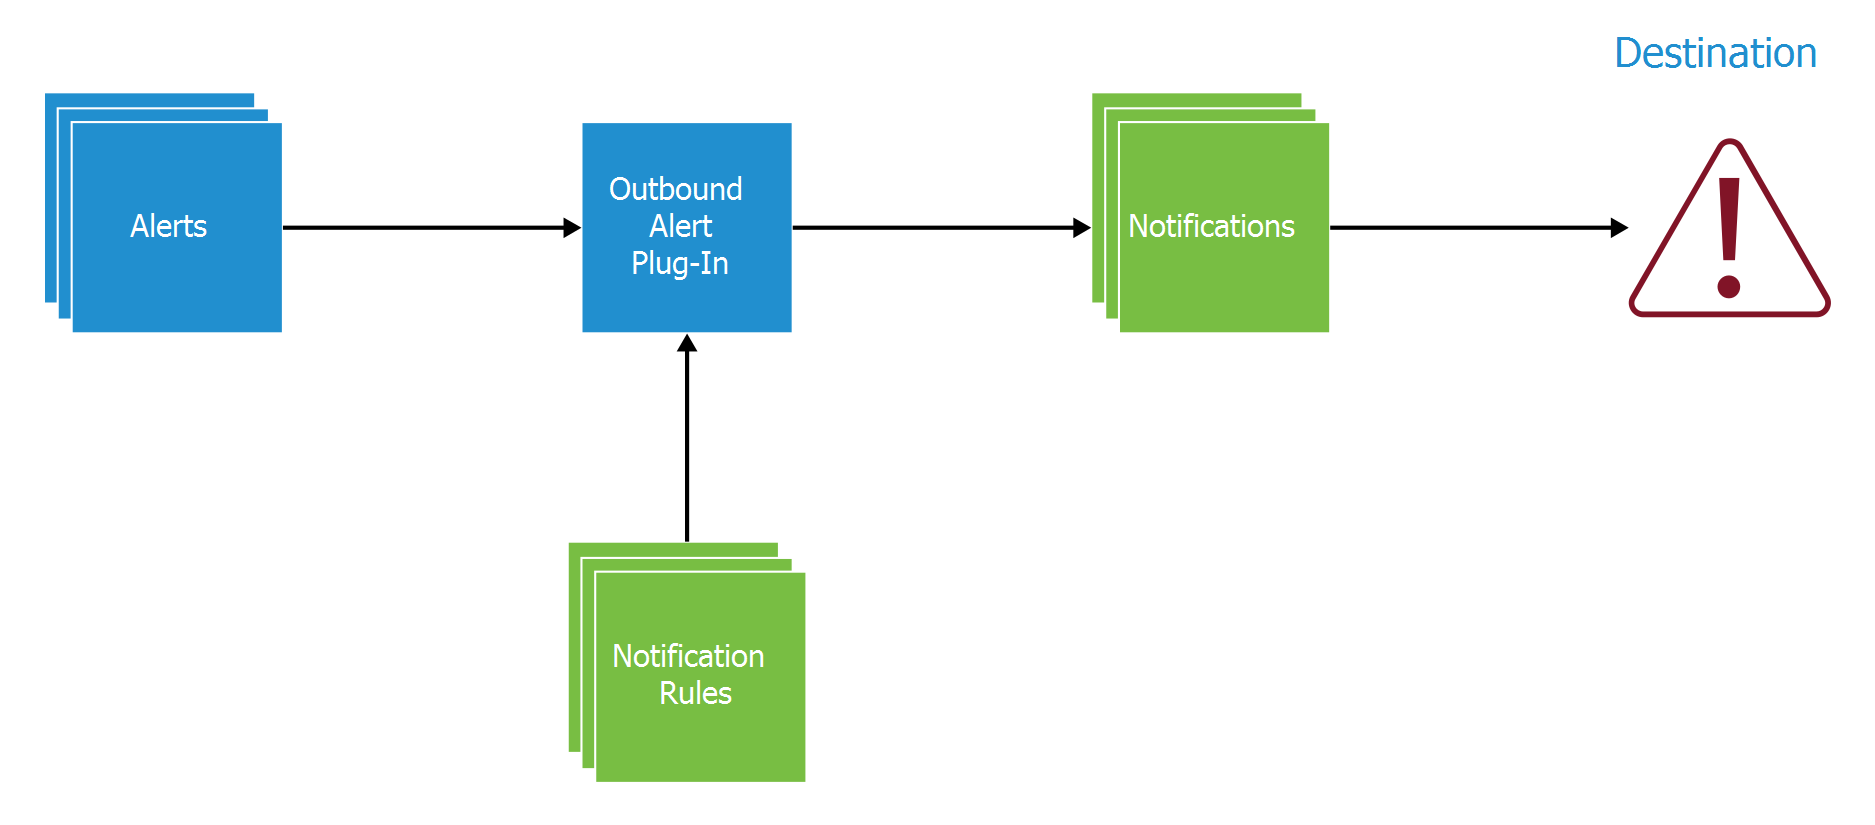 Destination
Alerts
Outbound
Alert
Plug-In
Notifications
Notification
Rules